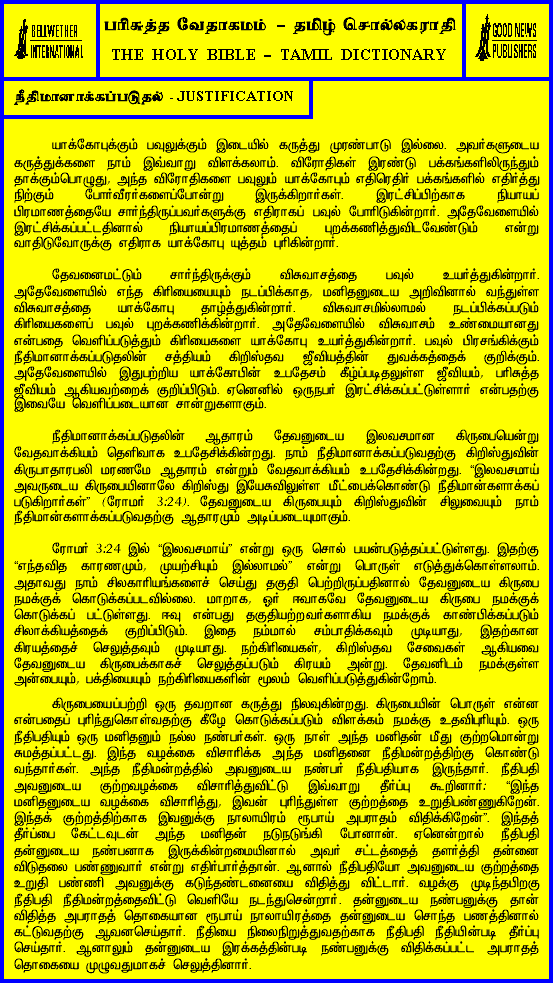 BELLWETHER
INTERNATIONAL
பரிசுத்த வேதாகமம் – தமிழ் சொல்லகராதி
THE HOLY BIBLE – TAMIL DICTIONARY
GOOD NEWS
PUBLISHERS
நீதிமானாக்கப்படுதல் - JUSTIFICATION
யாக்கோபுக்கும் பவுலுக்கும் இடையில் கருத்து முரண்பாடு இல்லை. அவர்களுடைய
கருத்துக்களை நாம் இவ்வாறு விளக்கலாம். விரோதிகள் இரண்டு பக்கங்களிலிருந்தும்
தாக்கும்பொழுது, அந்த விரோதிகளை பவுலும் யாக்கோபும் எதிரெதிர் பக்கங்களில் எதிர்த்து
நிற்கும் போர்வீரர்களைப்போன்று இருக்கிறார்கள். இரட்சிப்பிற்காக நியாயப்
பிரமாணத்தையே சார்ந்திருப்பவர்களுக்கு எதிராகப் பவுல் போரிடுகின்றார். அதேவேளையில்
இரட்சிக்கப்பட்டதினால் நியாயப்பிரமாணத்தைப் புறக்கணித்துவிடவேண்டும் என்று
வாதிடுவோருக்கு எதிராக யாக்கோபு யுத்தம் புரிகின்றார்.
தேவனைமட்டும் சார்ந்திருக்கும் விசுவாசத்தை பவுல் உயர்த்துகின்றார்.
அதேவேளையில் எந்த கிரியையையும் நடப்பிக்காத, மனிதனுடைய அறிவினால் வந்துள்ள
விசுவாசத்தை யாக்கோபு தாழ்த்துகின்றார். விசுவாசமில்லாமல் நடப்பிக்கப்படும்
கிரியைகளைப் பவுல் புறக்கணிக்கின்றார். அதேவேளையில் விசுவாசம் உண்மையானது
என்பதை வெளிப்படுத்தும் கிரியைகளை யாக்கோபு உயர்த்துகின்றார். பவுல் பிரசங்கிக்கும்
நீதிமானாக்கப்படுதலின் சத்தியம் கிறிஸ்தவ ஜீவியத்தின் துவக்கத்தைக் குறிக்கும்.
அதேவேளையில் இதுபற்றிய யாக்கோபின் உபதேசம் கீழ்ப்படிதலுள்ள ஜீவியம், பரிசுத்த
ஜீவியம் ஆகியவற்றைக் குறிப்பிடும். ஏனெனில் ஒருநபர் இரட்சிக்கப்பட்டுள்ளார் என்பதற்கு
இவையே வெளிப்படையான சான்றுகளாகும்.
நீதிமானாக்கப்படுதலின் ஆதாரம் தேவனுடைய இலவசமான கிருபையென்று
வேதவாக்கியம் தெளிவாக உபதேசிக்கின்றது. நாம் நீதிமானாக்கப்படுவதற்கு கிறிஸ்துவின்
கிருபாதாரபலி மரணமே ஆதாரம் என்றும் வேதவாக்கியம் உபதேசிக்கின்றது. “இலவசமாய்
அவருடைய கிருபையினாலே கிறிஸ்து இயேசுவிலுள்ள மீட்பைக்கொண்டு நீதிமான்களாக்கப்
படுகிறார்கள்” (ரோமர் 3:24). தேவனுடைய கிருபையும் கிறிஸ்துவின் சிலுவையும் நாம்
நீதிமான்களாக்கப்படுவதற்கு ஆதாரமும் அடிப்படையுமாகும்.
ரோமர் 3:24 இல் “இலவசமாய்” என்று ஒரு சொல் பயன்படுத்தப்பட்டுள்ளது. இதற்கு
“எந்தவித காரணமும், முயற்சியும் இல்லாமல்” என்று பொருள் எடுத்துக்கொள்ளலாம்.
அதாவது நாம் சிலகாரியங்களைச் செய்து தகுதி பெற்றிருப்பதினால் தேவனுடைய கிருபை
நமக்குக் கொடுக்கப்படவில்லை. மாறாக, ஓர் ஈவாகவே தேவனுடைய கிருபை நமக்குக்
கொடுக்கப் பட்டுள்ளது. ஈவு என்பது தகுதியற்றவர்களாகிய நமக்குக் காண்பிக்கப்படும்
சிலாக்கியத்தைக் குறிப்பிடும். இதை நம்மால் சம்பாதிக்கவும் முடியாது, இதற்கான
கிரயத்தைச் செலுத்தவும் முடியாது. நற்கிரியைகள், கிறிஸ்தவ சேவைகள் ஆகியவை
தேவனுடைய கிருபைக்காகச் செலுத்தப்படும் கிரயம் அன்று. தேவனிடம் நமக்குள்ள
அன்பையும், பக்தியையும் நற்கிரியைகளின் மூலம் வெளிப்படுத்துகின்றோம்.
கிருபையைப்பற்றி ஒரு தவறான கருத்து நிலவுகின்றது. கிருபையின் பொருள் என்ன
என்பதைப் புரிந்துகொள்வதற்கு கீழே கொடுக்கப்படும் விளக்கம் நமக்கு உதவிபுரியும். ஒரு
நீதிபதியும் ஒரு மனிதனும் நல்ல நண்பர்கள். ஒரு நாள் அந்த மனிதன் மீது குற்றமொன்று
சுமத்தப்பட்டது. இந்த வழக்கை விசாரிக்க அந்த மனிதனை நீதிமன்றத்திற்கு கொண்டு
வந்தார்கள். அந்த நீதிமன்றத்தில் அவனுடைய நண்பர் நீதிபதியாக இருந்தார். நீதிபதி
அவனுடைய குற்றவழக்கை விசாரித்துவிட்டு இவ்வாறு தீர்ப்பு கூறினார்: “இந்த
மனிதனுடைய வழக்கை விசாரித்து, இவன் புரிந்துள்ள குற்றத்தை உறுதிபண்ணுகிறேன்.
இந்தக் குற்றத்திற்காக இவனுக்கு நாலாயிரம் ரூபாய் அபராதம் விதிக்கிறேன்”. இந்தத்
தீர்ப்பை கேட்டவுடன் அந்த மனிதன் நடுநடுங்கி போனான். ஏனென்றால் நீதிபதி
தன்னுடைய நண்பனாக இருக்கின்றமையினால் அவர் சட்டத்தைத் தளர்த்தி தன்னை
விடுதலை பண்ணுவார் என்று எதிர்பார்த்தான். ஆனால் நீதிபதியோ அவனுடைய குற்றத்தை
உறுதி பண்ணி அவனுக்கு கடுந்தண்டனையை விதித்து விட்டார். வழக்கு முடிந்தபிறகு
நீதிபதி நீதிமன்றத்தைவிட்டு வெளியே நடந்துசென்றார். தன்னுடைய நண்பனுக்கு தான்
விதித்த அபராதத் தொகையான ரூபாய் நாலாயிரத்தை தன்னுடைய சொந்த பணத்தினால்
கட்டுவதற்கு ஆவனசெய்தார். நீதியை நிலைநிறுத்துவதற்காக நீதிபதி நீதியின்படி தீர்ப்பு
செய்தார். ஆனாலும் தன்னுடைய இரக்கத்தின்படி நண்பனுக்கு விதிக்கப்பட்ட அபராதத்
தொகையை முழுவதுமாகச் செலுத்தினார்.